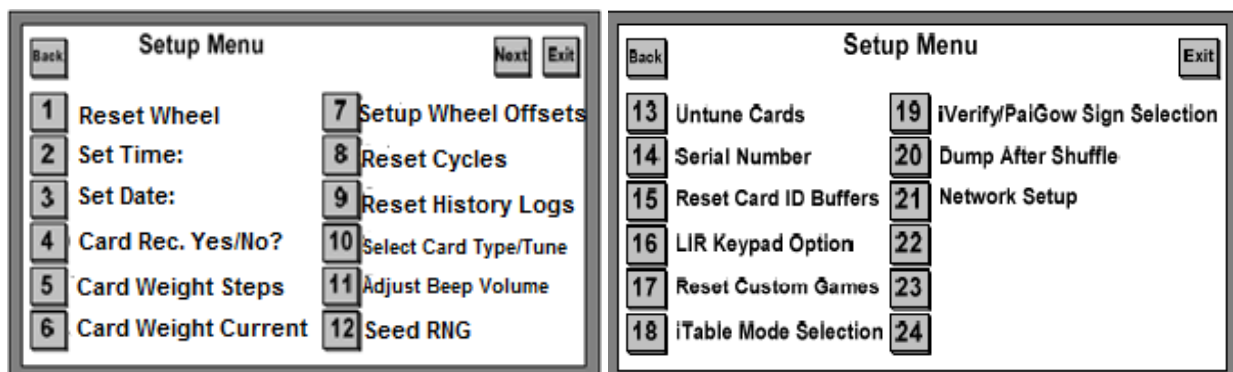 Back Setup Menu Next Exit
1 Reset Wheel
2 Set Time:
3 Set Date:
4 Card Rec. Yes/No?
5 Card Weight Steps
6 Card Weight Current
7 Setup Wheel Offsets
8 Reset Cycles
9 Reset History Logs
10 Select Card Type/Tune
11 Adjust Beep Volume
12 Seed RNG
Back Setup Menu Exit
13 Untune Cards
14 Serial Number
15 Reset Card ID Buffers
16 LIR Keypad Option
17 Reset Custom Games
18 iTable Mode Selection
19 iVerify/PaiGow Sign Selection
20 Dump After Shuffle
21 Network Setup
22
23
24